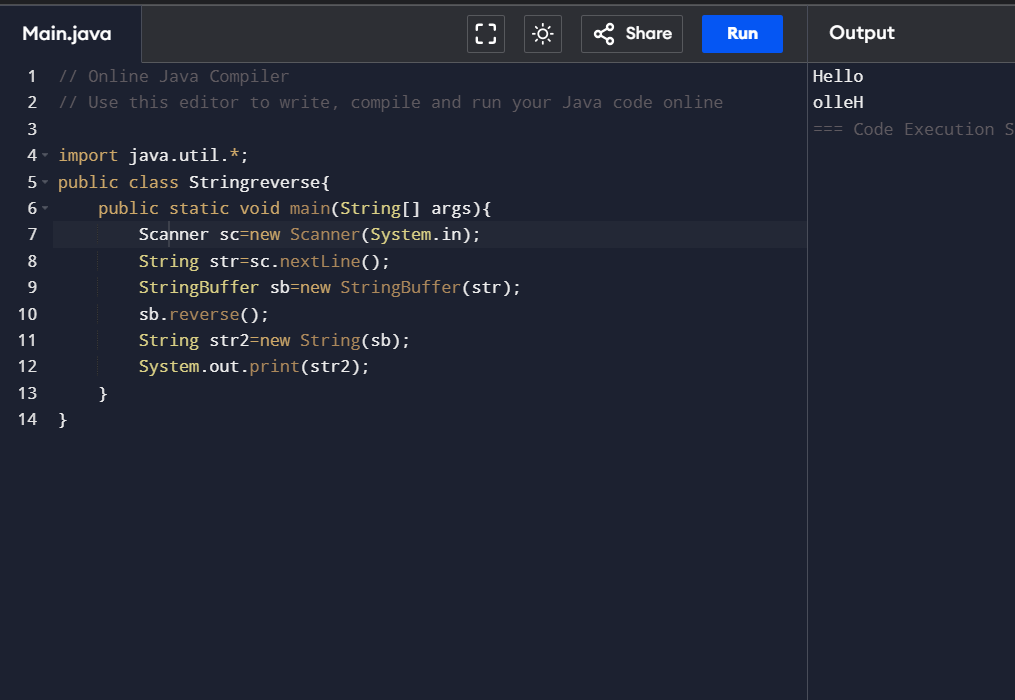 Main.java
Share
Run
Output
1 // Online Java Compiler
2 // Use this editor to write, compile and run your Java code online
3
4 import java.util.*;
5 public class Stringreverse{
6 public static void main(String[] args){
7 Scanner sc=new Scanner(System.in);
8 String str=sc.nextLine();
9 StringBuffer sb=new StringBuffer(str);
10 sb.reverse();
11 String str2=new String(sb);
12 System.out.print(str2);
13 }
14 }
Hello
olleH
=== Code Execution S